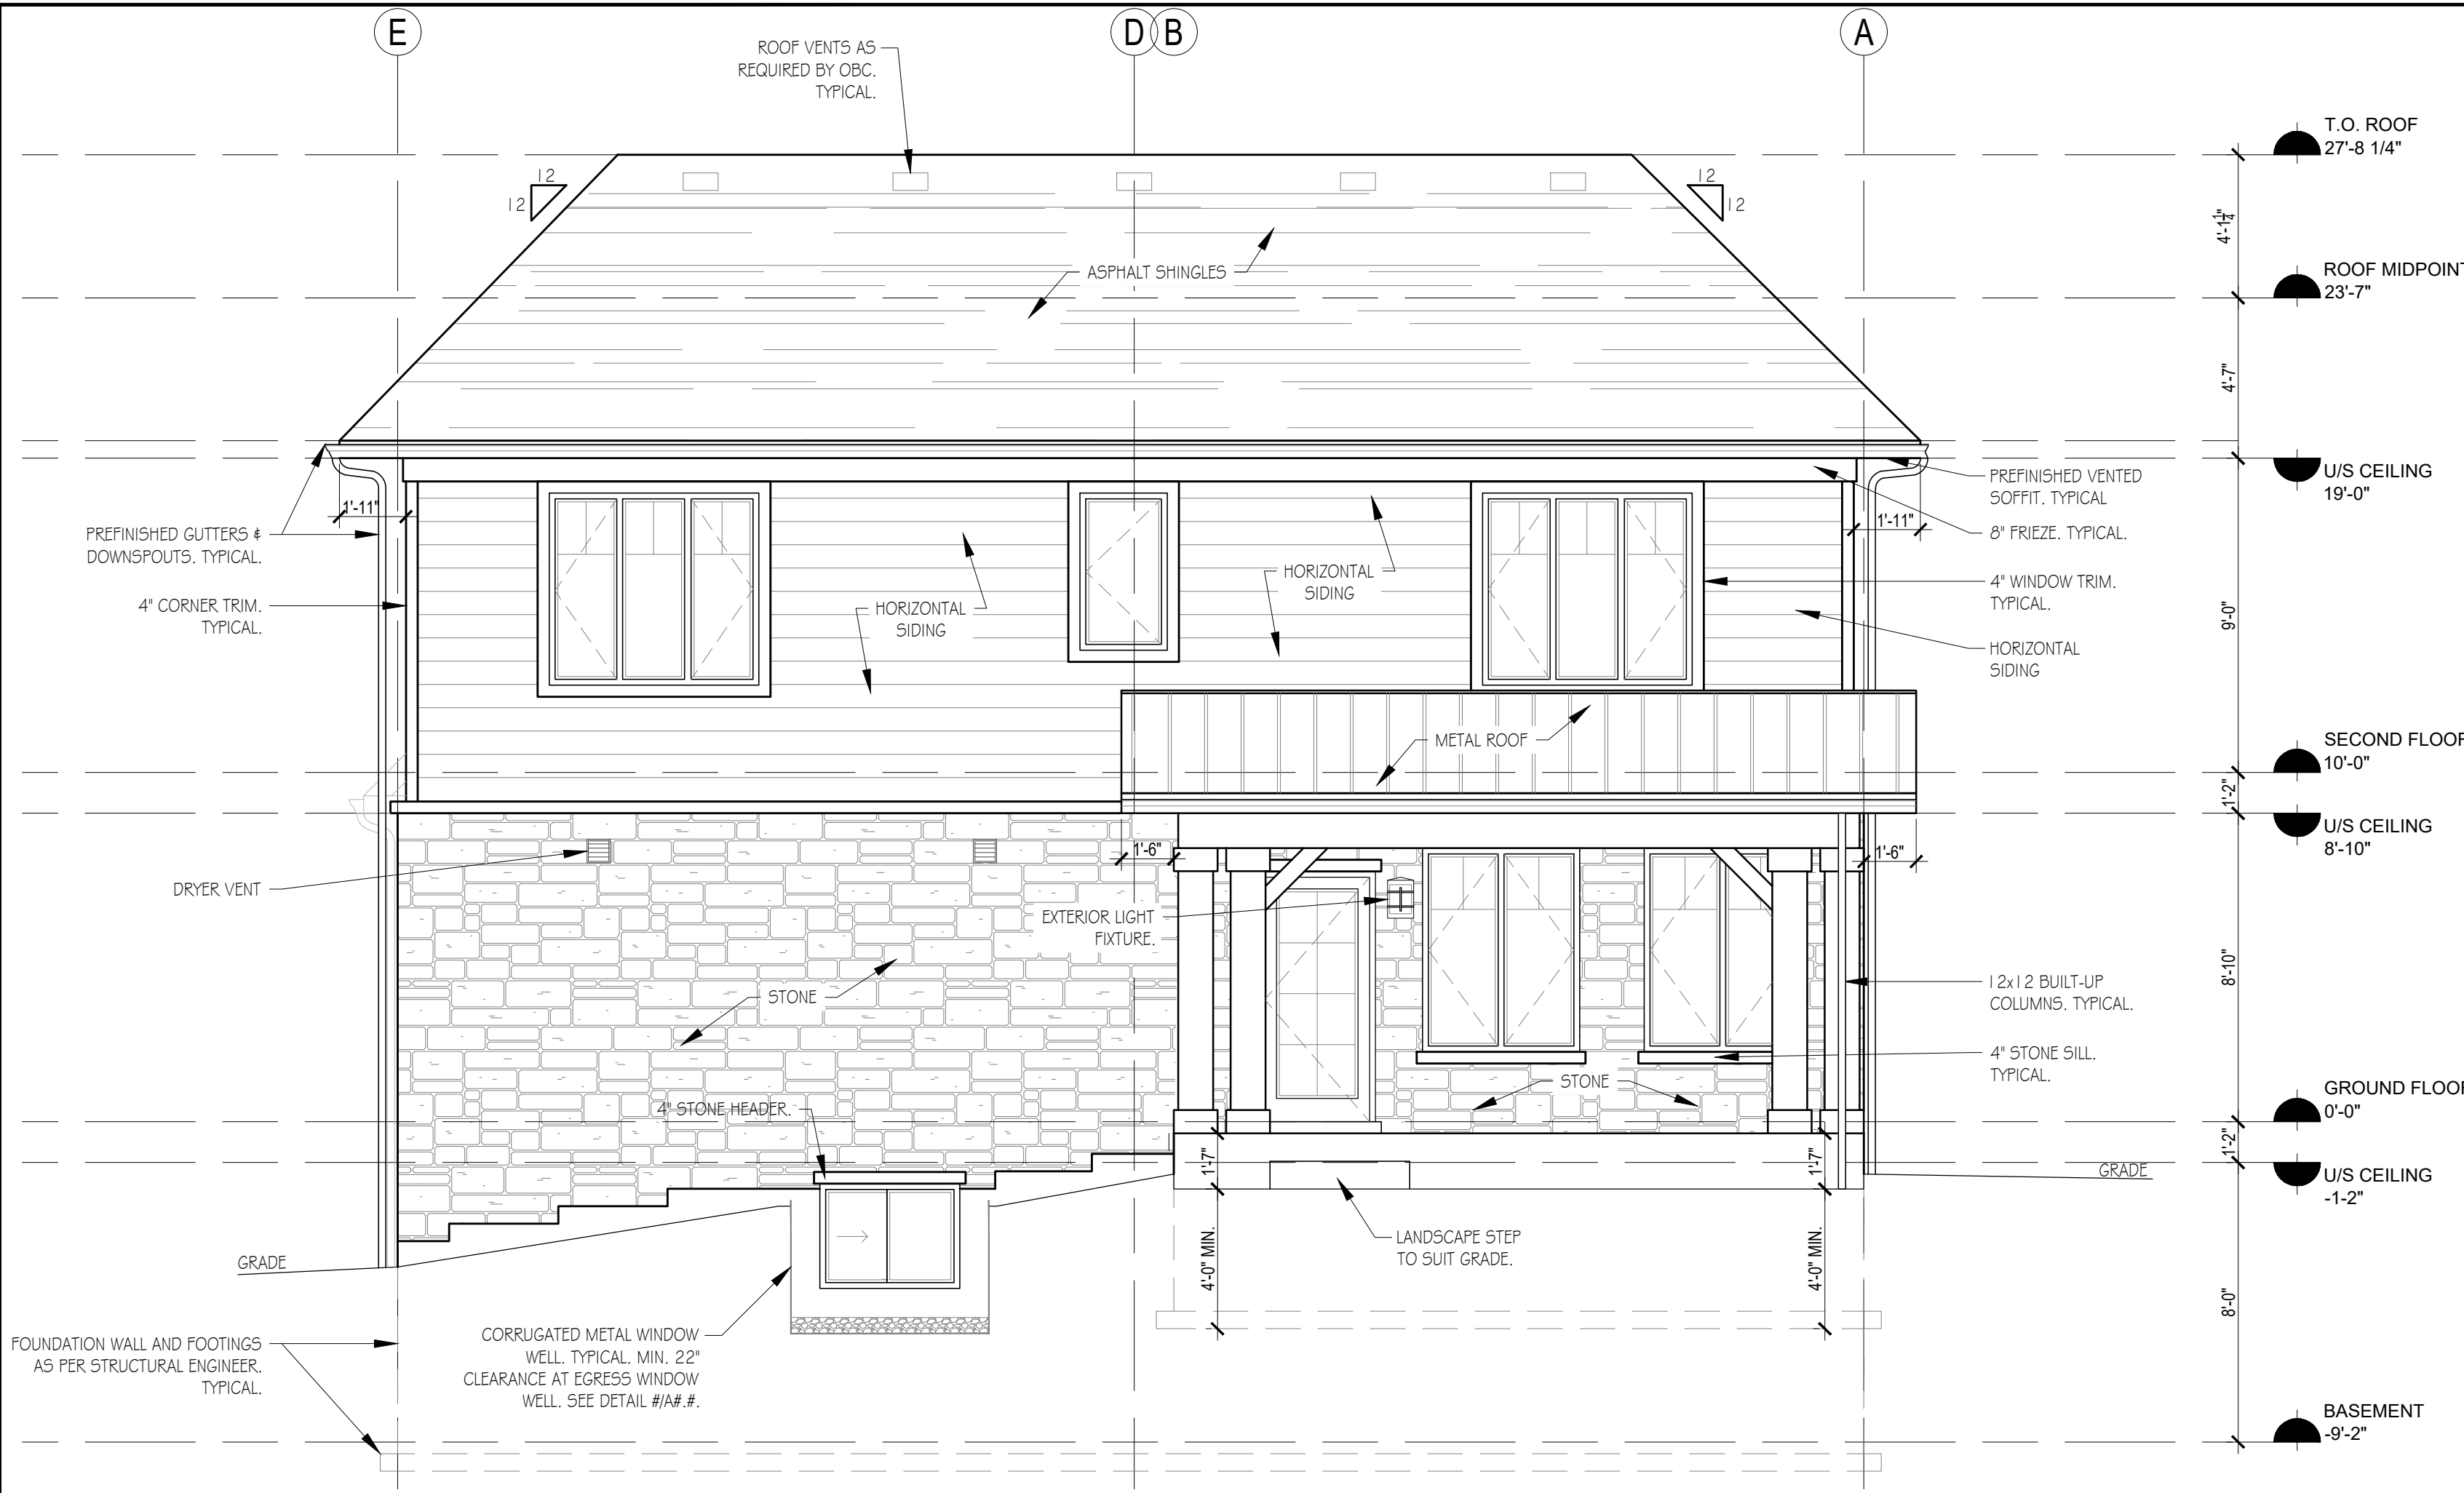 E
D
B
A
ROOF VENTS AS
REQUIRED BY OBC.
TYPICAL.
T.O. ROOF
27'-8 1/4"
12
12
12
12
4'-1 1/4"
ASPHALT SHINGLES
ROOF MIDPOINT
23'-7"
4'-7"
U/S CEILING
19'-0"
PREFINISHED VENTED
SOFFIT. TYPICAL
1'-11"
1'-11"
PREFINISHED GUTTERS &
DOWNSPOUTS. TYPICAL.
8" FRIEZE. TYPICAL.
HORIZONTAL
SIDING
4" WINDOW TRIM.
TYPICAL.
4" CORNER TRIM.
TYPICAL.
HORIZONTAL
SIDING
9'-0"
HORIZONTAL
SIDING
METAL ROOF
SECOND FLOOR
10'-0"
1'-2"
U/S CEILING
8'-10"
1'-6"
1'-6"
DRYER VENT
EXTERIOR LIGHT
FIXTURE.
STONE
12x12 BUILT-UP
COLUMNS. TYPICAL.
8'-10"
4" STONE SILL.
TYPICAL.
STONE
4" STONE HEADER.
GROUND FLOOR
0'-0"
1'-2"
1'-7"
1'-7"
GRADE
U/S CEILING
-1-2"
LANDSCAPE STEP
TO SUIT GRADE.
GRADE
4'-0" MIN.
4'-0" MIN.
8'-0"
FOUNDATION WALL AND FOOTINGS
AS PER STRUCTURAL ENGINEER.
TYPICAL.
CORRUGATED METAL WINDOW
WELL. TYPICAL. MIN. 22"
CLEARANCE AT EGRESS WINDOW
WELL. SEE DETAIL #/A#.#.
BASEMENT
-9'-2"